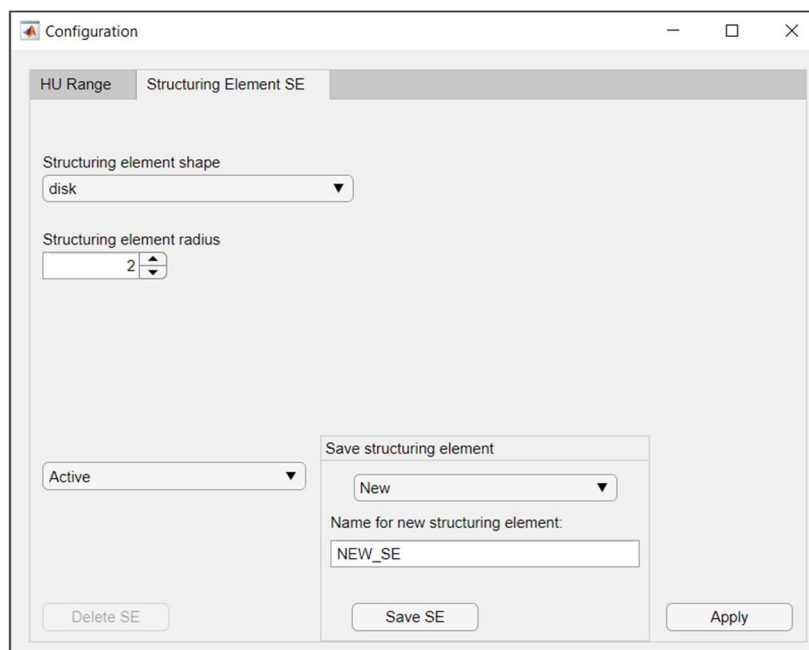 Configuration
HU Range
Structuring Element SE
Structuring element shape
disk
Structuring element radius
2
Save structuring element
Active
New
Name for new structuring element:
NEW_SE
Delete SE
Save SE
Apply